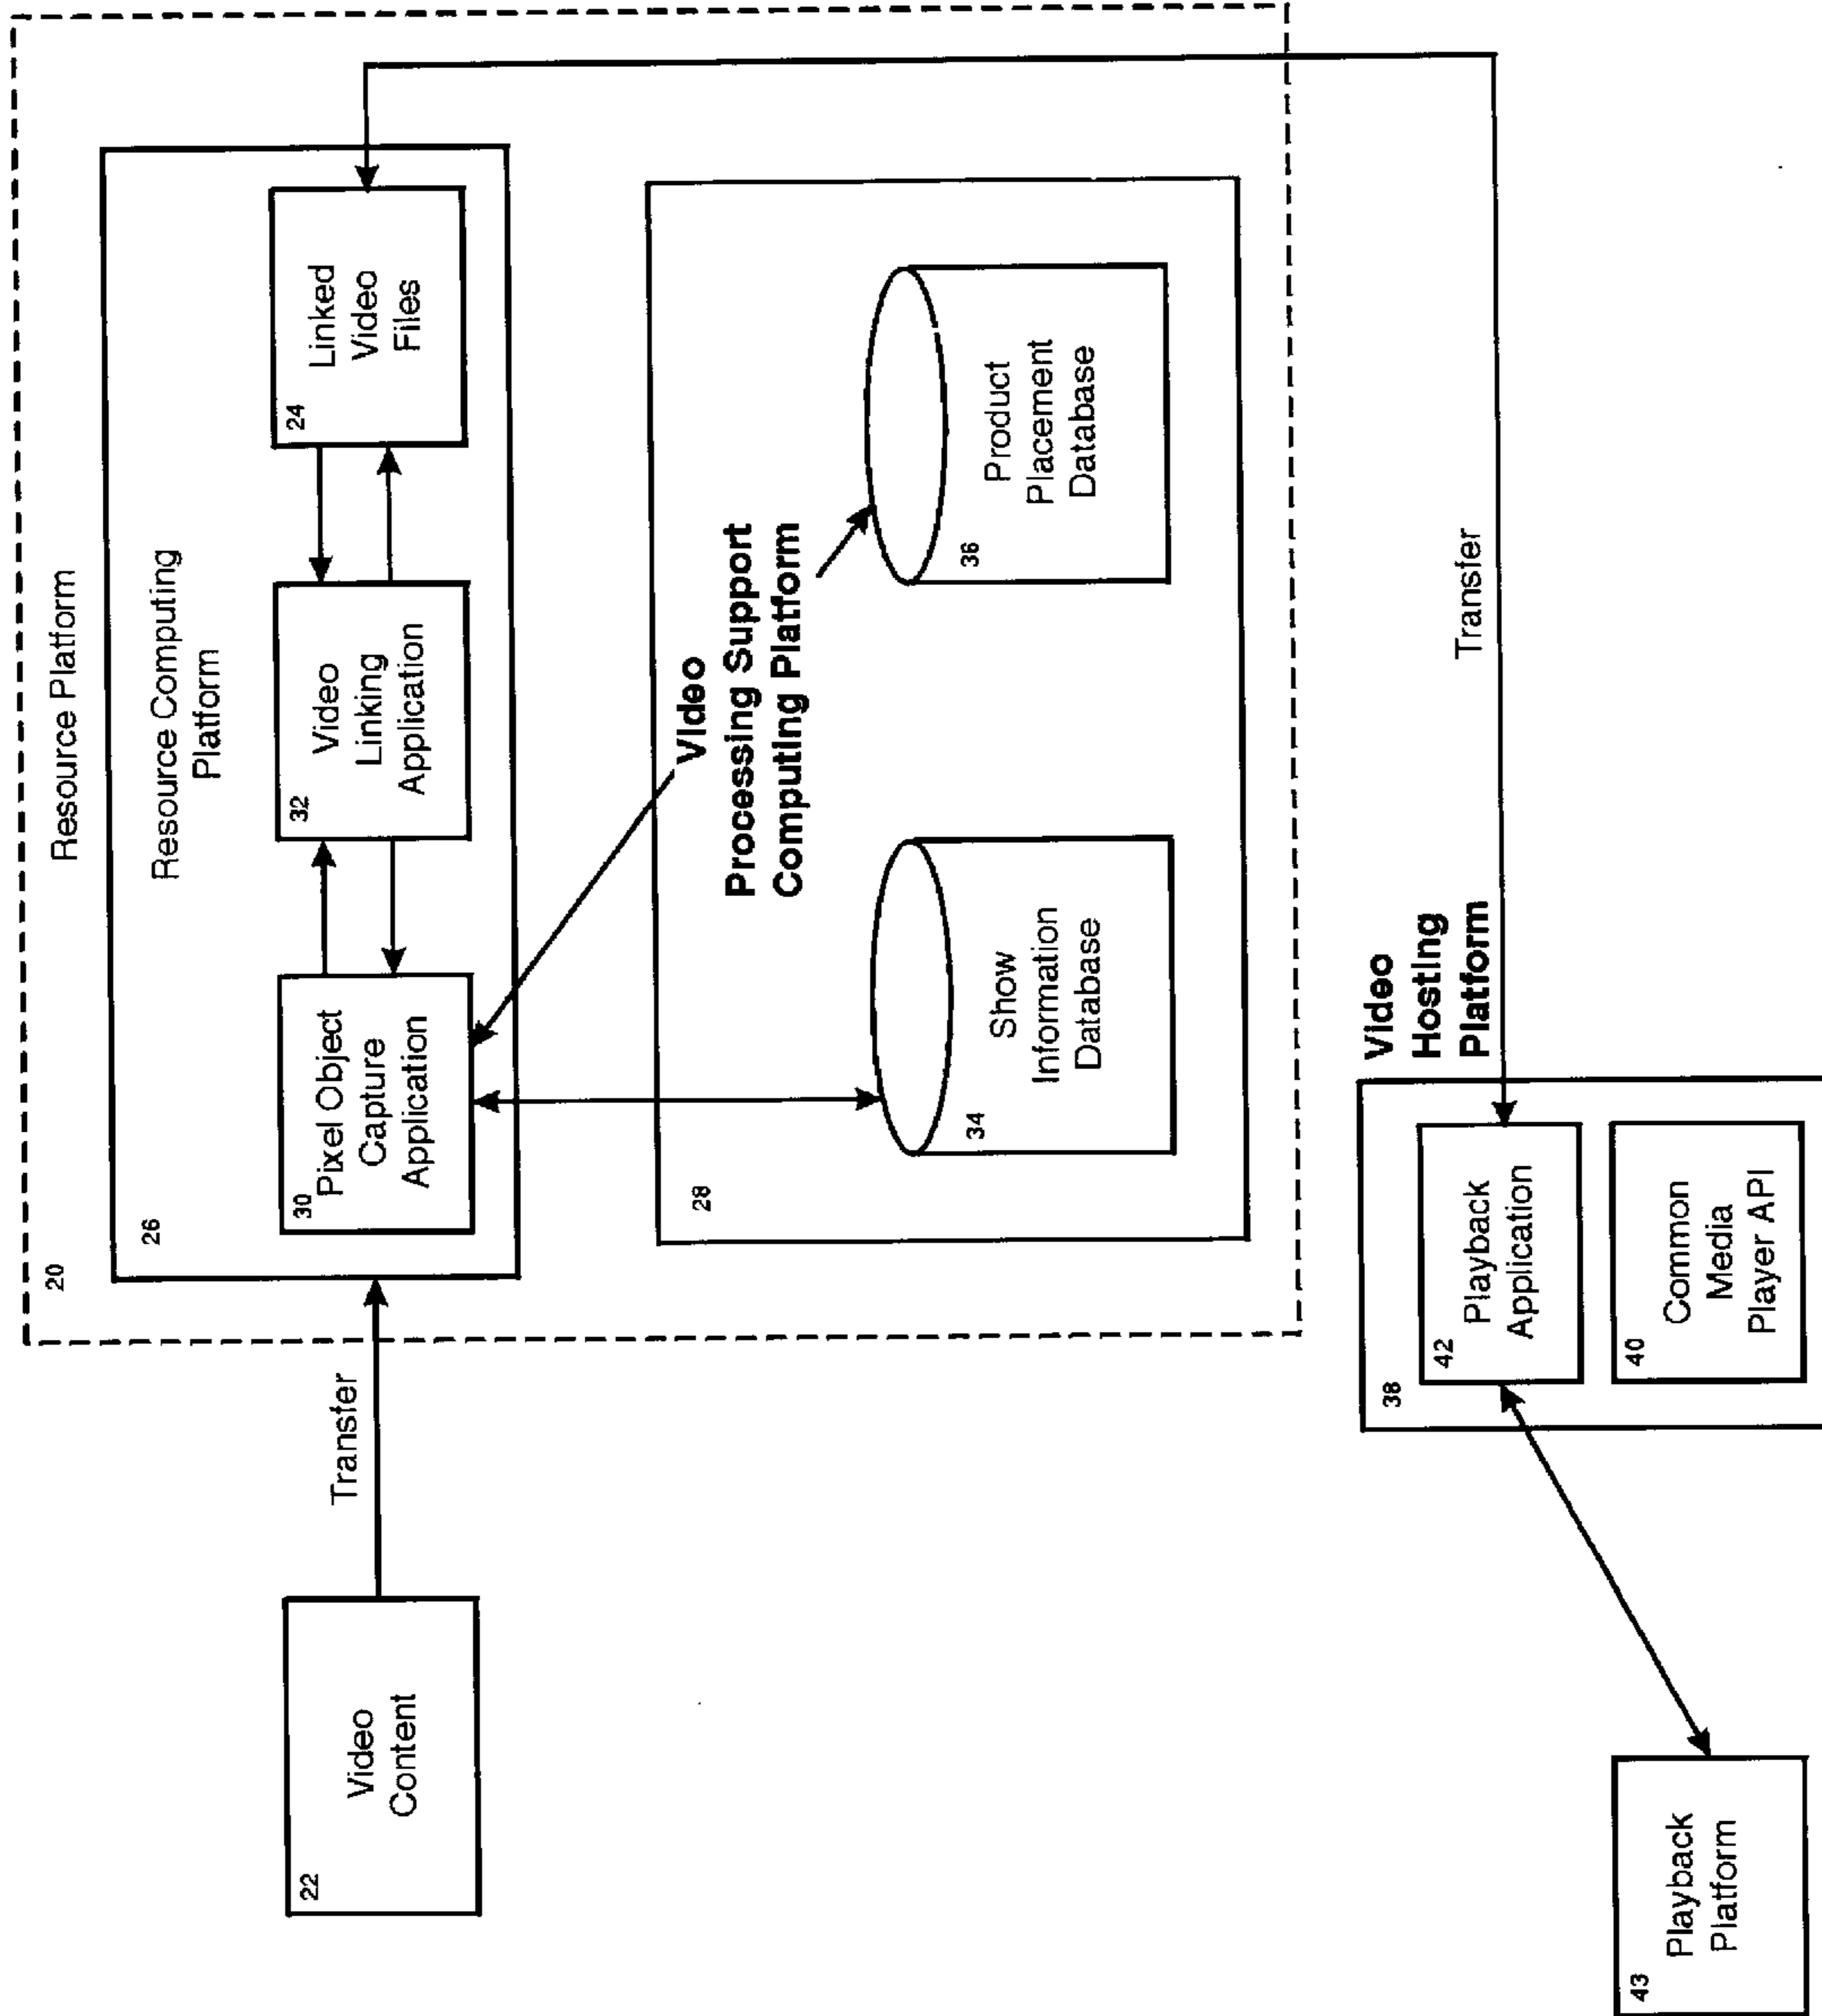 Resource Platform
20
Resource Computing
Platform
26
22
Video
Content
Transfer
30
Pixel Object
Capture
Application
32
Video
Linking
Application
24
Linked
Video
Files
28
Video
Processing Support
Computing Platform
34
Show
Information
Database
36
Product
Placement
Database
Transfer
Video
Hosting
Platform
38
42
Playback
Application
40
Common
Media
Player API
43
Playback
Platform